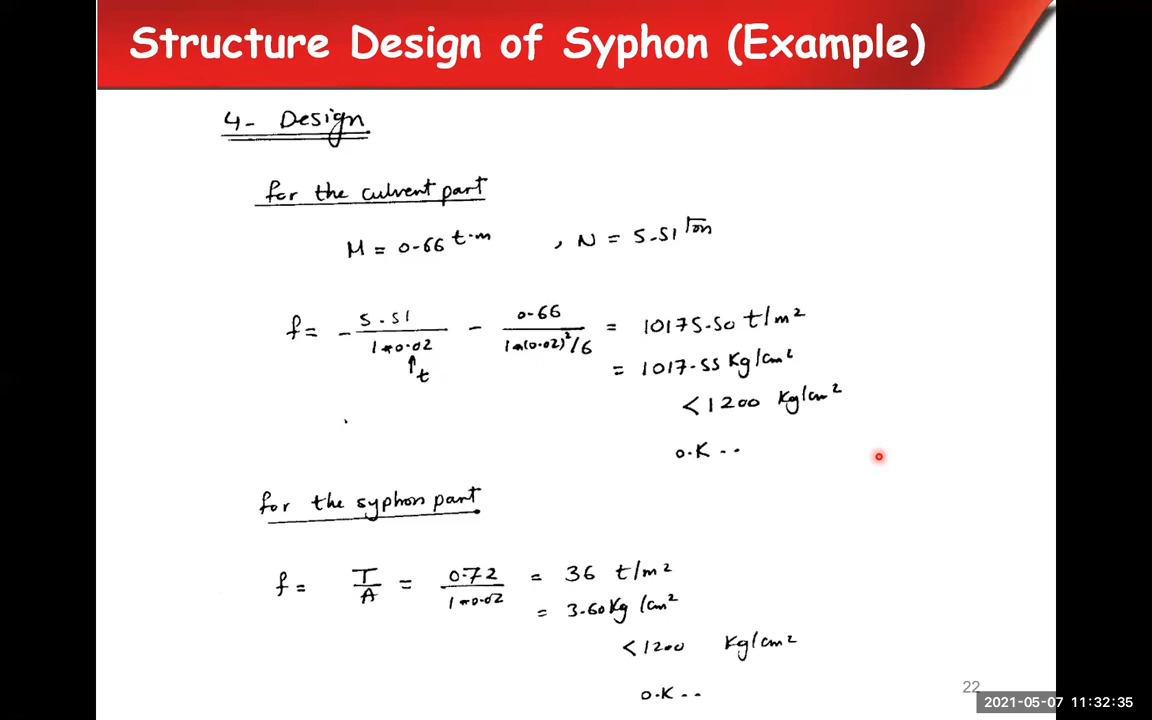 Structure Design of Syphon (Example)
4- Design
for the culvent part
M = 0.66 t.m , N = 5.51 Ton
f = - 5.51 / 1*0.02 - 0.66 / 1*(0.02)²/6 = 10175.50 t/m²
t
= 1017.55 Kg/cm²
< 1200 Kg/cm²
O.K - -
for the syphon part
f = T/A = 0.72 / 1*0.02 = 36 t/m²
= 3.60 Kg/cm²
< 1200 Kg/cm²
O.K - -
22
2021-05-07 11:32:35